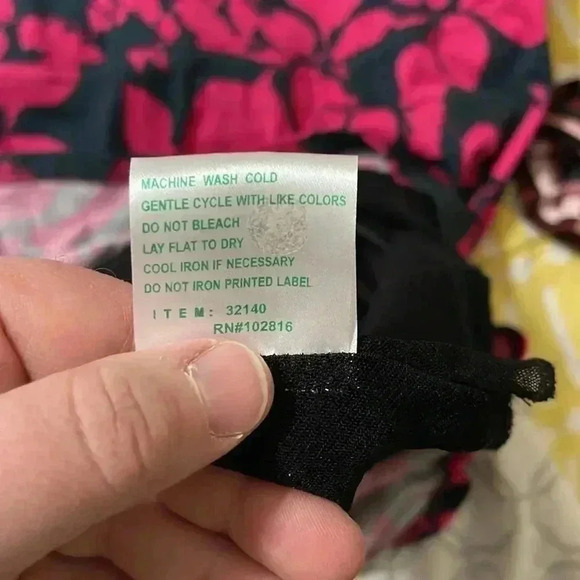 MACHINE WASH COLD
GENTLE CYCLE WITH LIKE COLORS
DO NOT BLEACH
LAY FLAT TO DRY
COOL IRON IF NECESSARY
DO NOT IRON PRINTED LABEL
ITEM: 32140
RN#102816